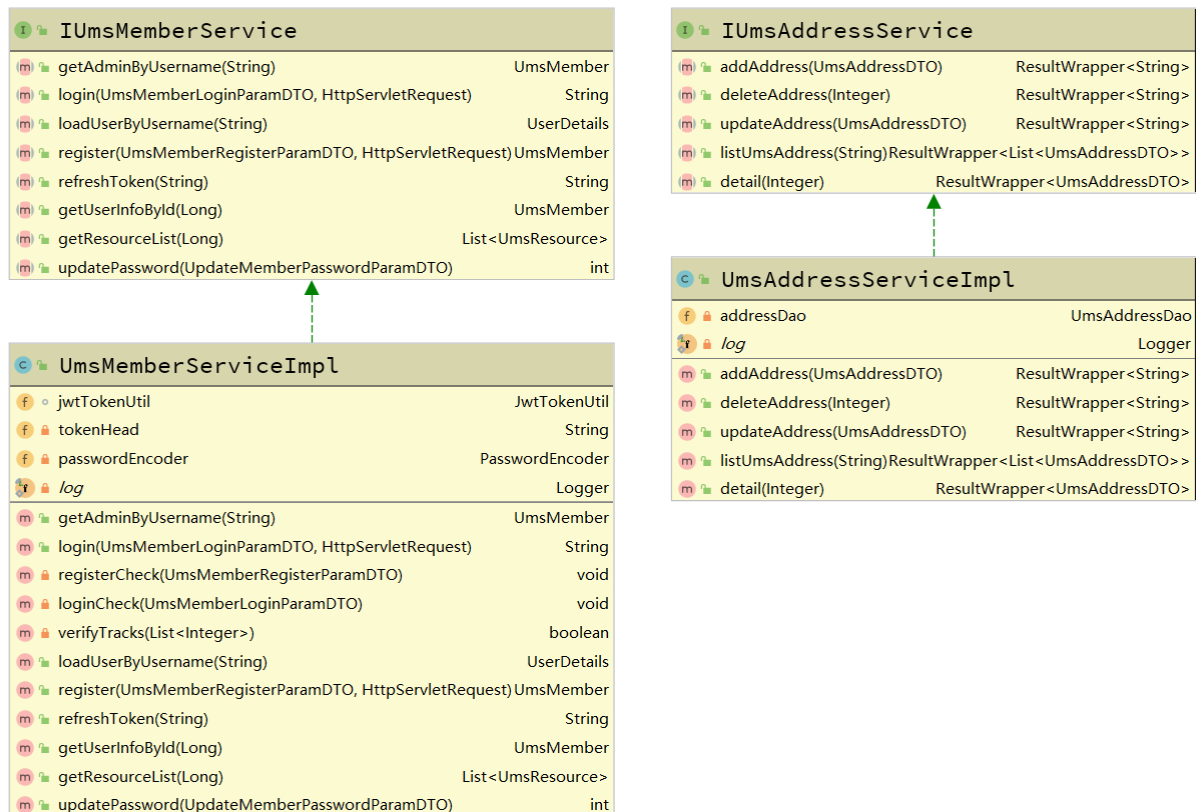 IUmsMemberService
getAdminByUsername(String) UmsMember
login(UmsMemberLoginParamDTO, HttpServletRequest) String
loadUserByUsername(String) UserDetails
register(UmsMemberRegisterParamDTO, HttpServletRequest) UmsMember
refreshToken(String) String
getUserInfoById(Long) UmsMember
getResourceList(Long) List<UmsResource>
updatePassword(UpdateMemberPasswordParamDTO) int
UmsMemberServiceImpl
jwtTokenUtil JwtTokenUtil
tokenHead String
passwordEncoder PasswordEncoder
log Logger
getAdminByUsername(String) UmsMember
login(UmsMemberLoginParamDTO, HttpServletRequest) String
registerCheck(UmsMemberRegisterParamDTO) void
loginCheck(UmsMemberLoginParamDTO) void
verifyTracks(List<Integer>) boolean
loadUserByUsername(String) UserDetails
register(UmsMemberRegisterParamDTO, HttpServletRequest) UmsMember
refreshToken(String) String
getUserInfoById(Long) UmsMember
getResourceList(Long) List<UmsResource>
updatePassword(UpdateMemberPasswordParamDTO) int
IUmsAddressService
addAddress(UmsAddressDTO) ResultWrapper<String>
deleteAddress(Integer) ResultWrapper<String>
updateAddress(UmsAddressDTO) ResultWrapper<String>
listUmsAddress(String) ResultWrapper<List<UmsAddressDTO>>
detail(Integer) ResultWrapper<UmsAddressDTO>
UmsAddressServiceImpl
addressDao UmsAddressDao
log Logger
addAddress(UmsAddressDTO) ResultWrapper<String>
deleteAddress(Integer) ResultWrapper<String>
updateAddress(UmsAddressDTO) ResultWrapper<String>
listUmsAddress(String) ResultWrapper<List<UmsAddressDTO>>
detail(Integer) ResultWrapper<UmsAddressDTO>